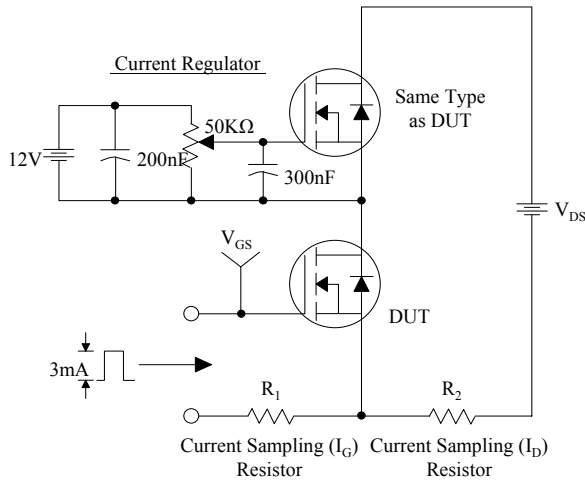 Current Regulator
Same Type
as DUT
50KΩ
12V
200nF
300nF
V_DS
V_GS
DUT
3mA
R_1
R_2
Current Sampling (I_G)
Resistor
Current Sampling (I_D)
Resistor